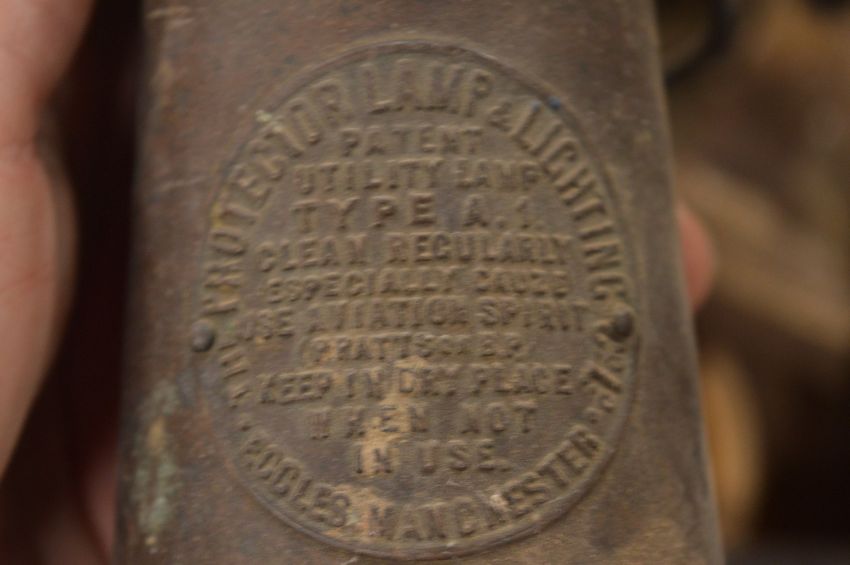 THE PROTECTOR LAMP & LIGHTING CO LTD.
PATENT
UTILITY LAMP
TYPE A.1
CLEAN REGULARLY
ESPECIALLY GAUZE
USE AVIATION SPIRIT
KEEP IN DRY PLACE
WHEN NOT
IN USE.
ECCLES MANCHESTER